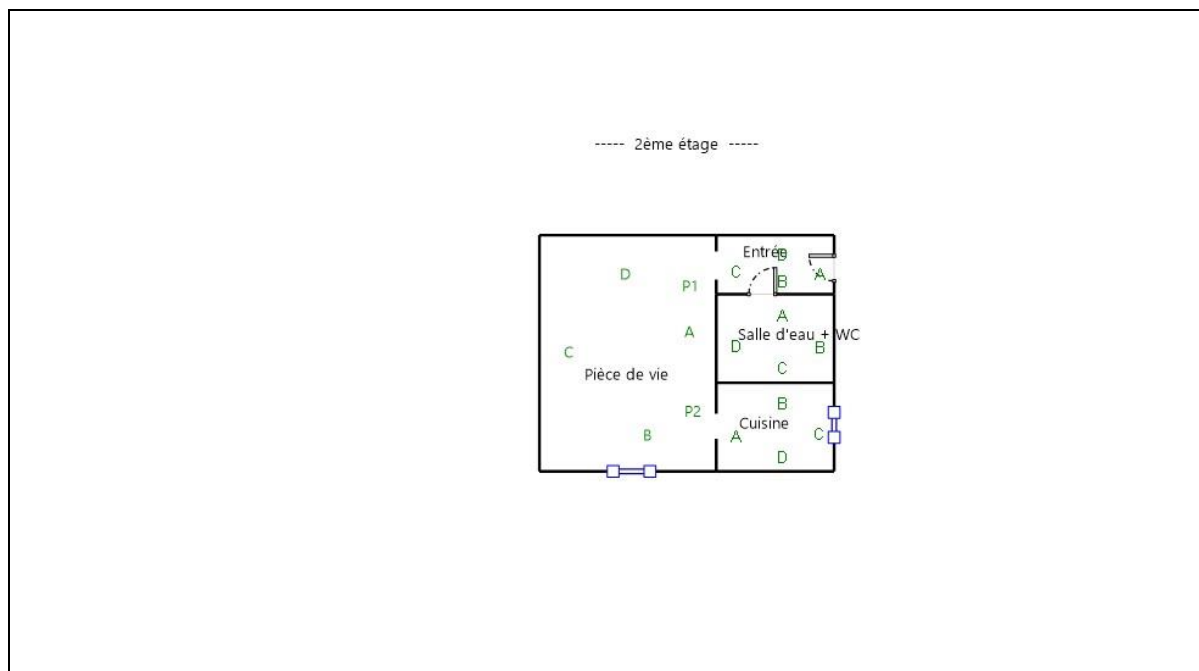 ----- 2ème étage -----
Entrée
D
D
C
B
A
P1
A
A
Salle d'eau + WC
D
B
C
C
Pièce de vie
B
P2
Cuisine
B
A
C
D